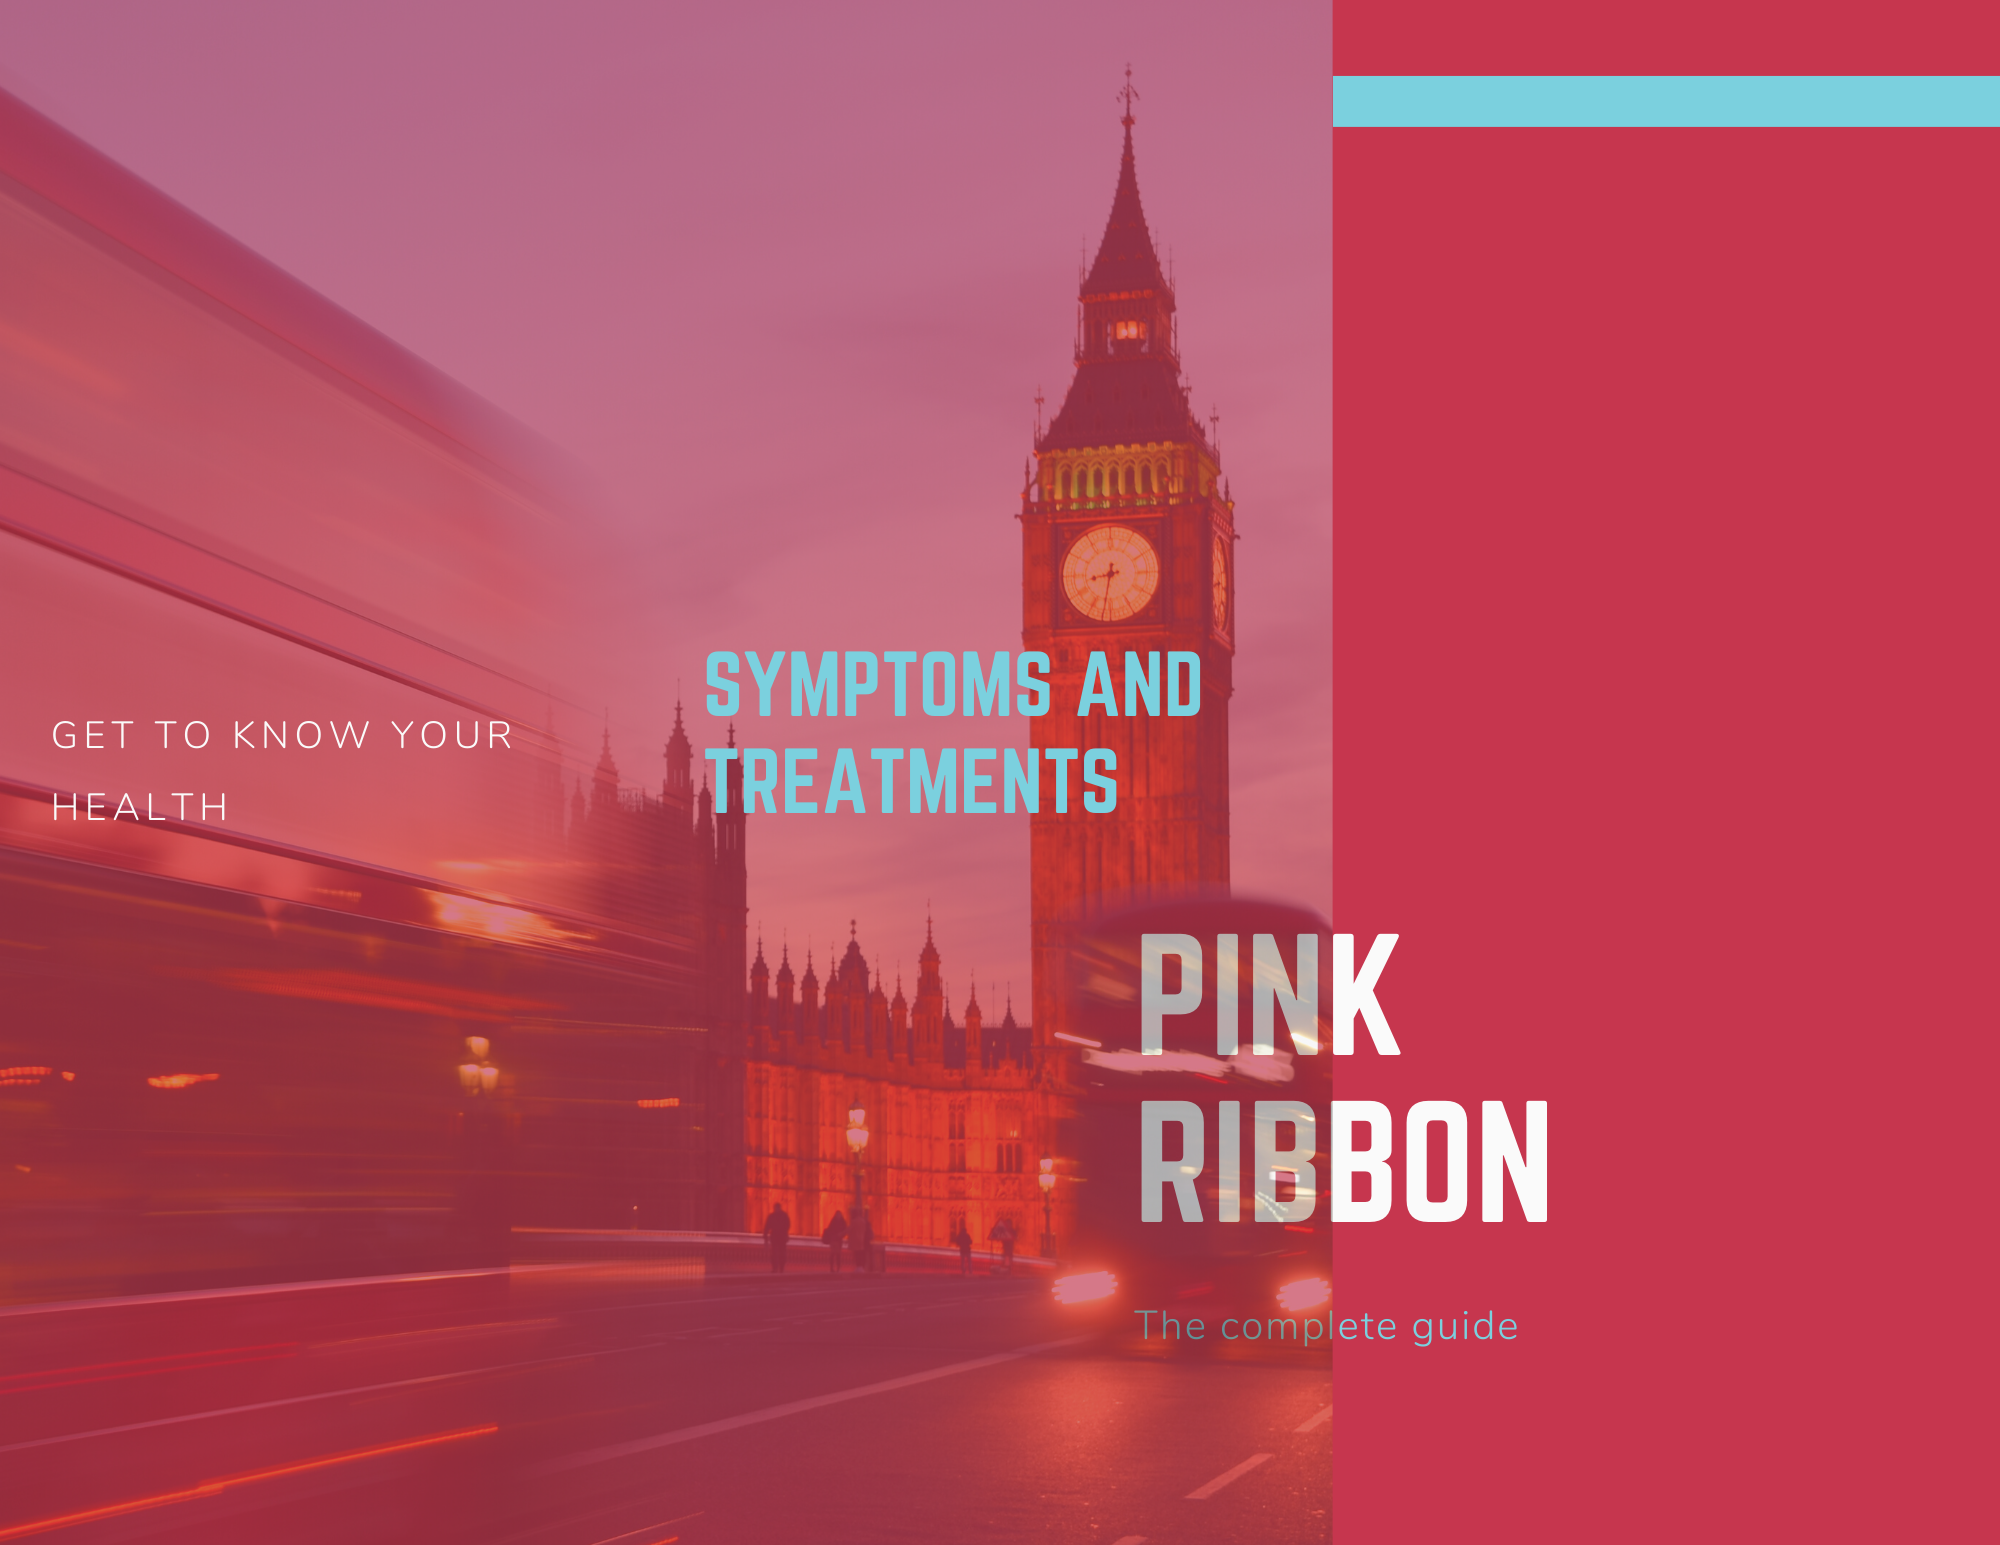 GET TO KNOW YOUR
HEALTH
SYMPTOMS AND
TREATMENTS
PINK
RIBBON
The complete guide